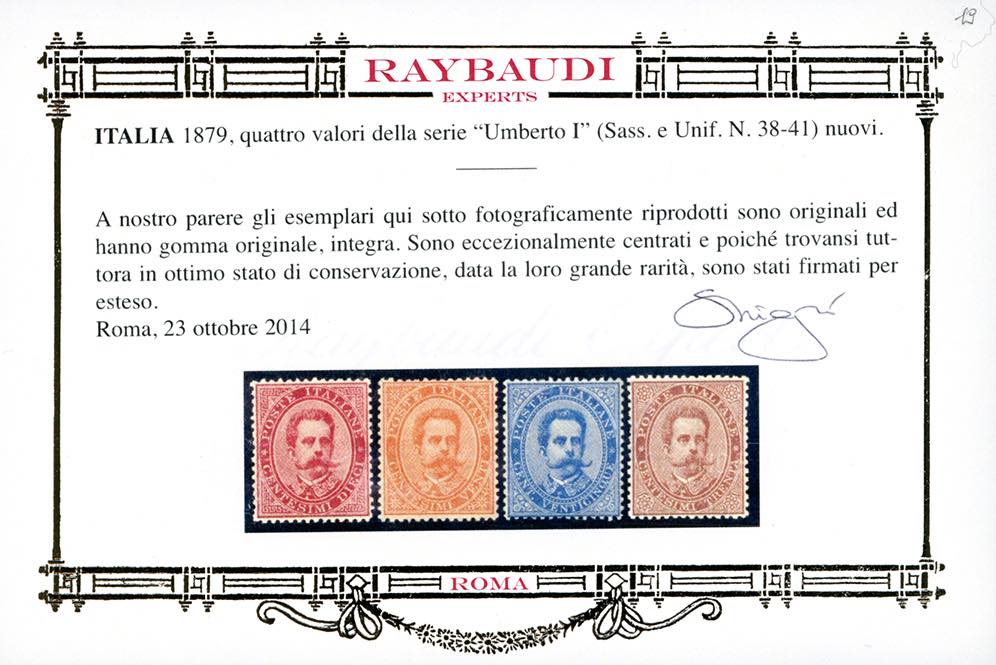 19
RAYBAUDI
EXPERTS
ITALIA 1879, quattro valori della serie “Umberto I” (Sass. e Unif. N. 38-41) nuovi.
A nostro parere gli esemplari qui sotto fotograficamente riprodotti sono originali ed
hanno gomma originale, integra. Sono eccezionalmente centrati e poiché trovansi tut-
tora in ottimo stato di conservazione, data la loro grande rarità, sono stati firmati per
esteso.
Roma, 23 ottobre 2014
POSTE ITALIANE
CENTESIMI DIECI
POSTE ITALIANE
CENTESIMI VENTI
POSTE ITALIANE
CENT. VENTICINQUE
POSTE ITALIANE
CENTESIMI TRENTA
ROMA